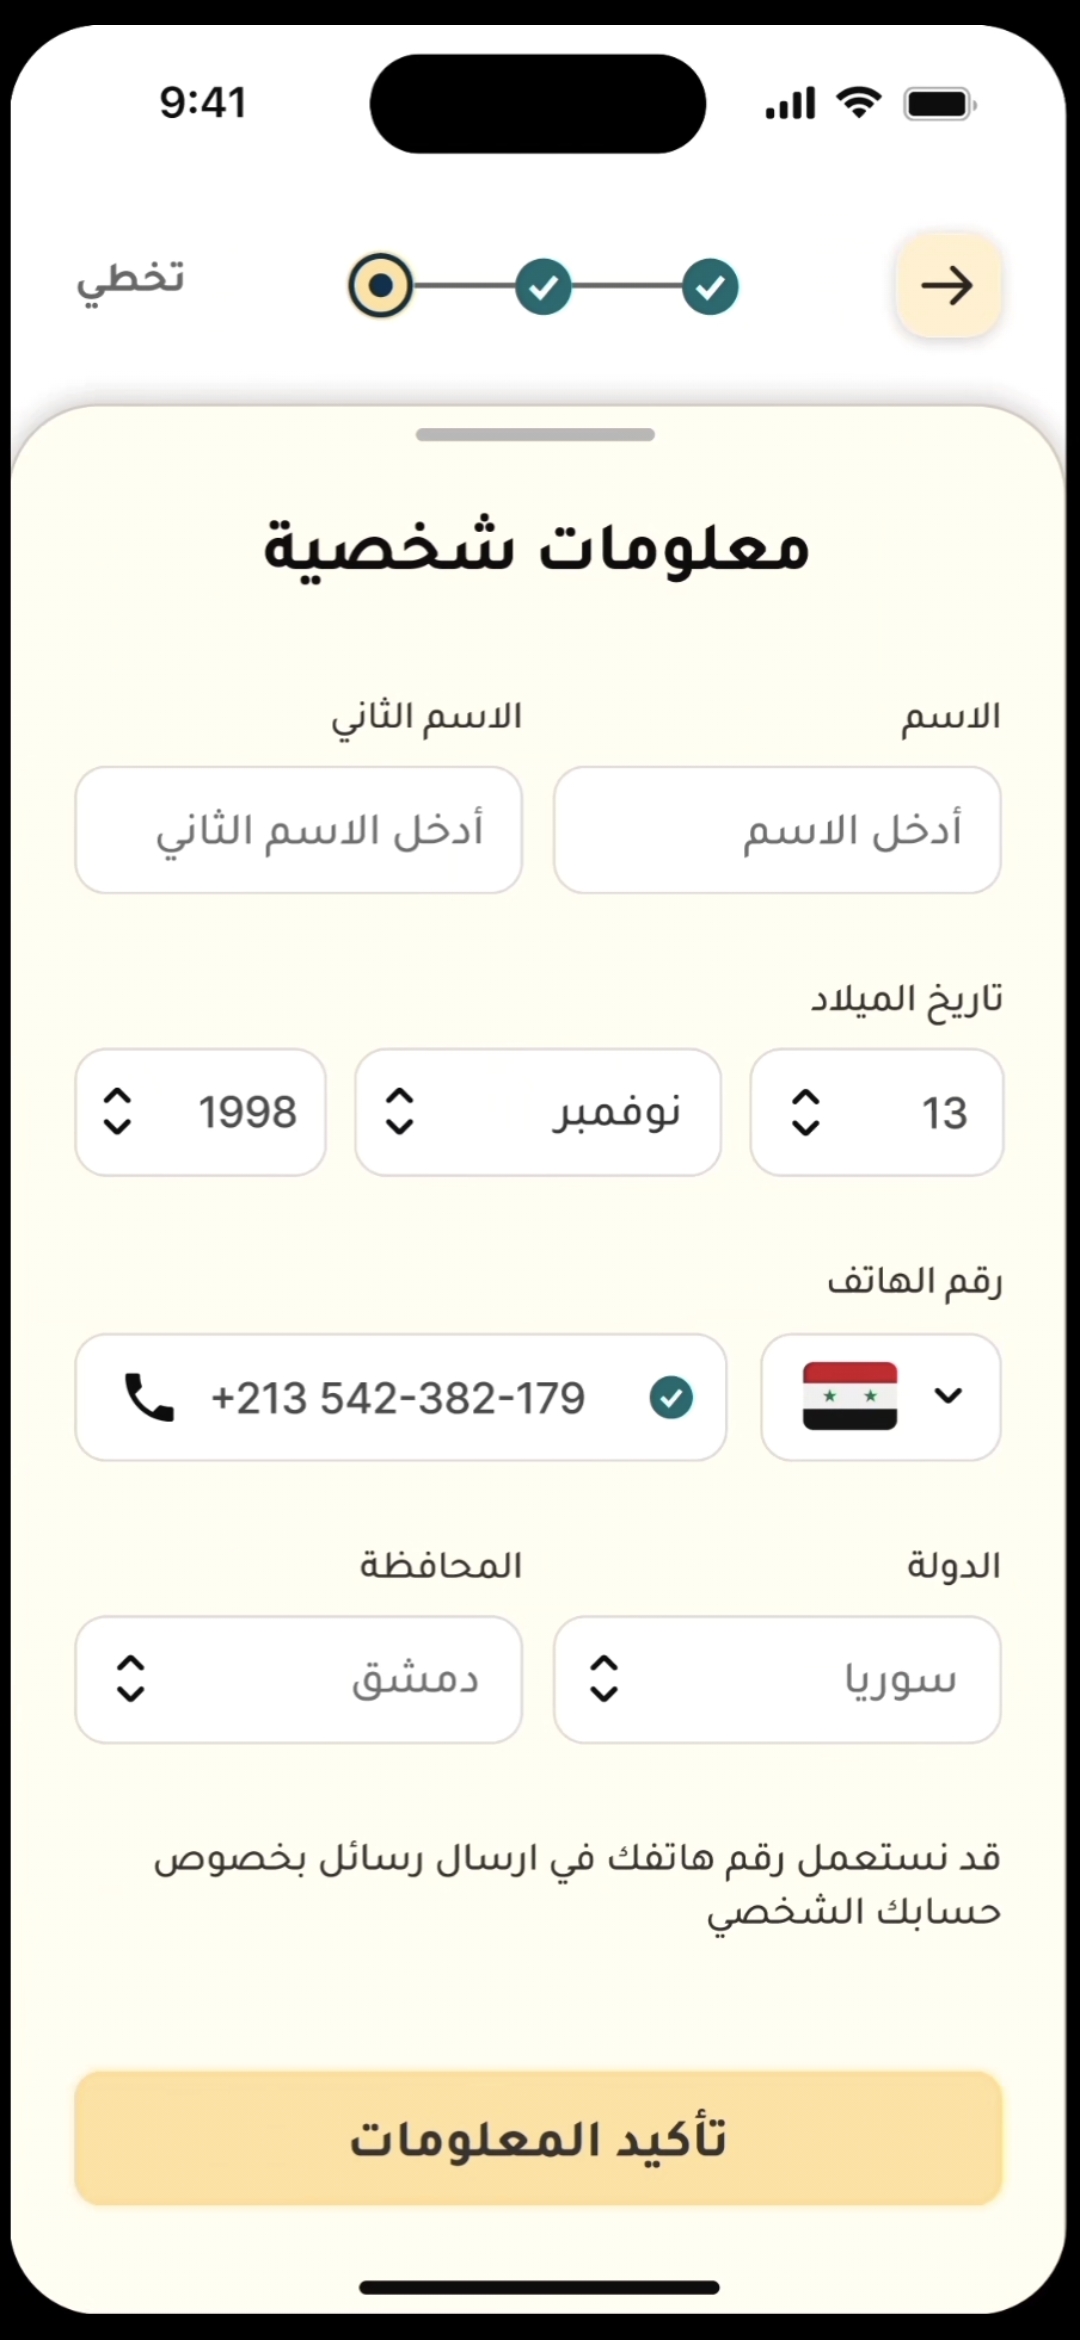 9:41
تخطي
معلومات شخصية
الاسم
الاسم الثاني
أدخل الاسم
أدخل الاسم الثاني
تاريخ الميلاد
13
نوفمبر
1998
رقم الهاتف
+213 542-382-179
الدولة
المحافظة
سوريا
دمشق
قد نستعمل رقم هاتفك في ارسال رسائل بخصوص
حسابك الشخصي
تأكيد المعلومات